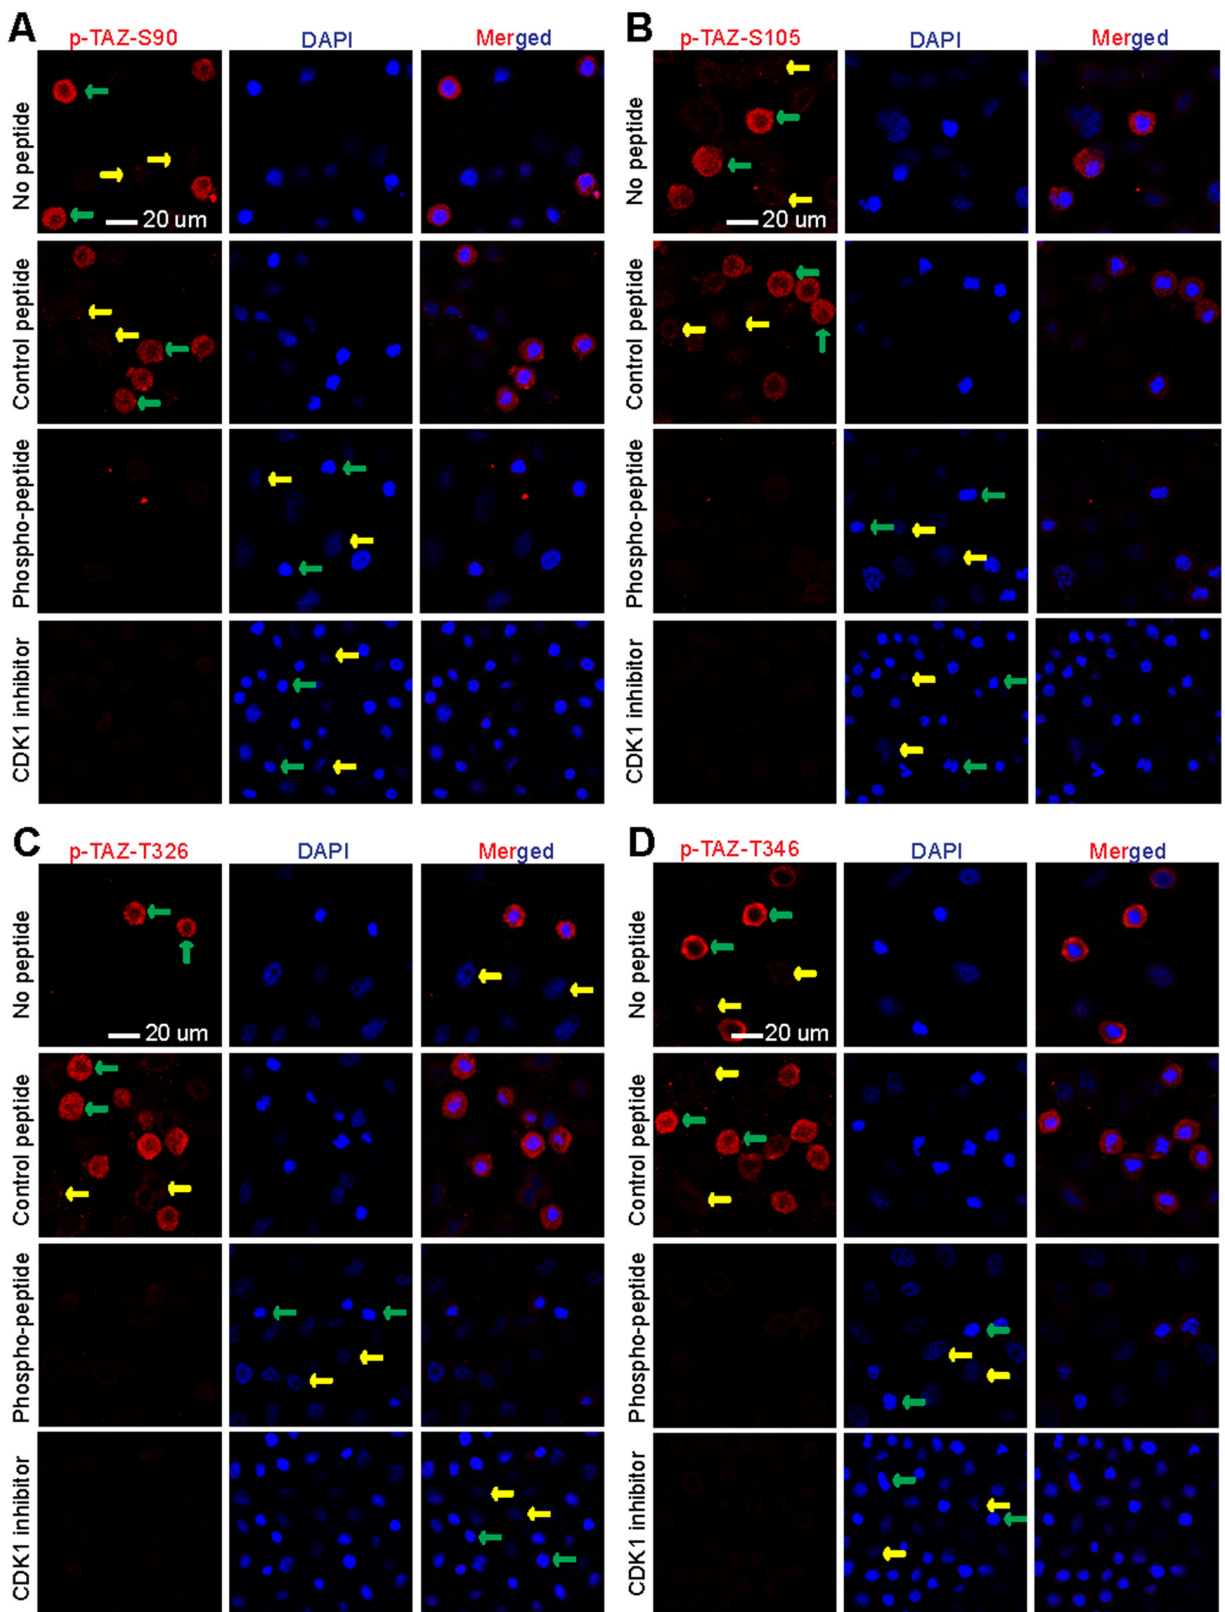 A
p-TAZ-S90 DAPI Merged
No peptide
20 um
Control peptide
Phospho-peptide
CDK1 inhibitor
B
p-TAZ-S105 DAPI Merged
No peptide
20 um
Control peptide
Phospho-peptide
CDK1 inhibitor
C
p-TAZ-T326 DAPI Merged
No peptide
20 um
Control peptide
Phospho-peptide
CDK1 inhibitor
D
p-TAZ-T346 DAPI Merged
No peptide
20 um
Control peptide
Phospho-peptide
CDK1 inhibitor